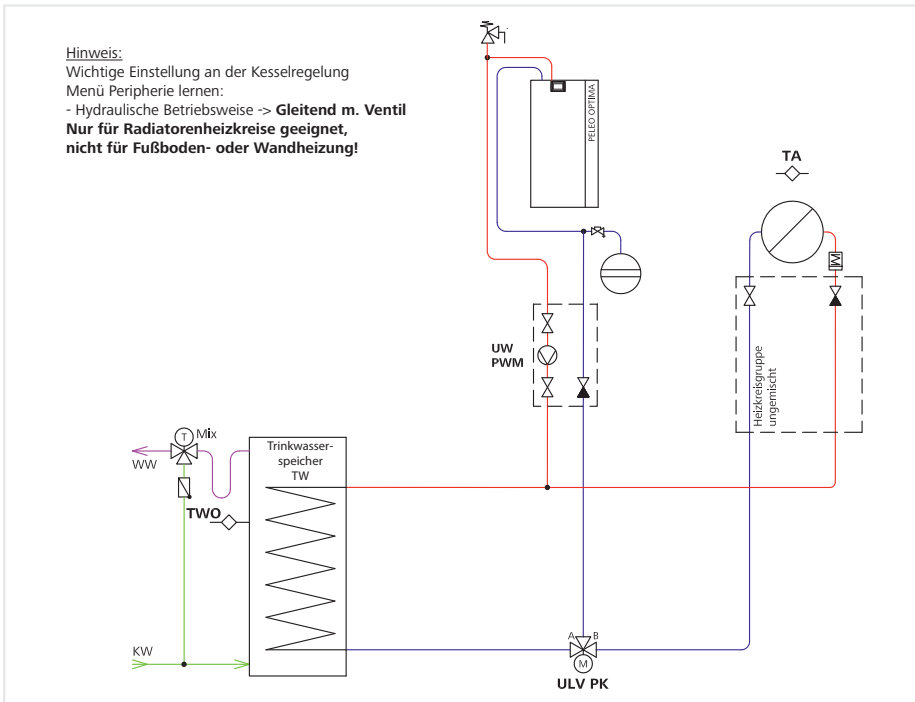 Hinweis:
Wichtige Einstellung an der Kesselregelung
Menü Peripherie lernen:
- Hydraulische Betriebsweise -> Gleitend m. Ventil
Nur für Radiatorenheizkreise geeignet,
nicht für Fußboden- oder Wandheizung!
PELEO OPTIMA
TA
UW
PWM
Heizkreisgruppe
ungemischt
T
Mix
WW
Trinkwasser-
speicher
TW
TWO
KW
A
B
M
ULV PK